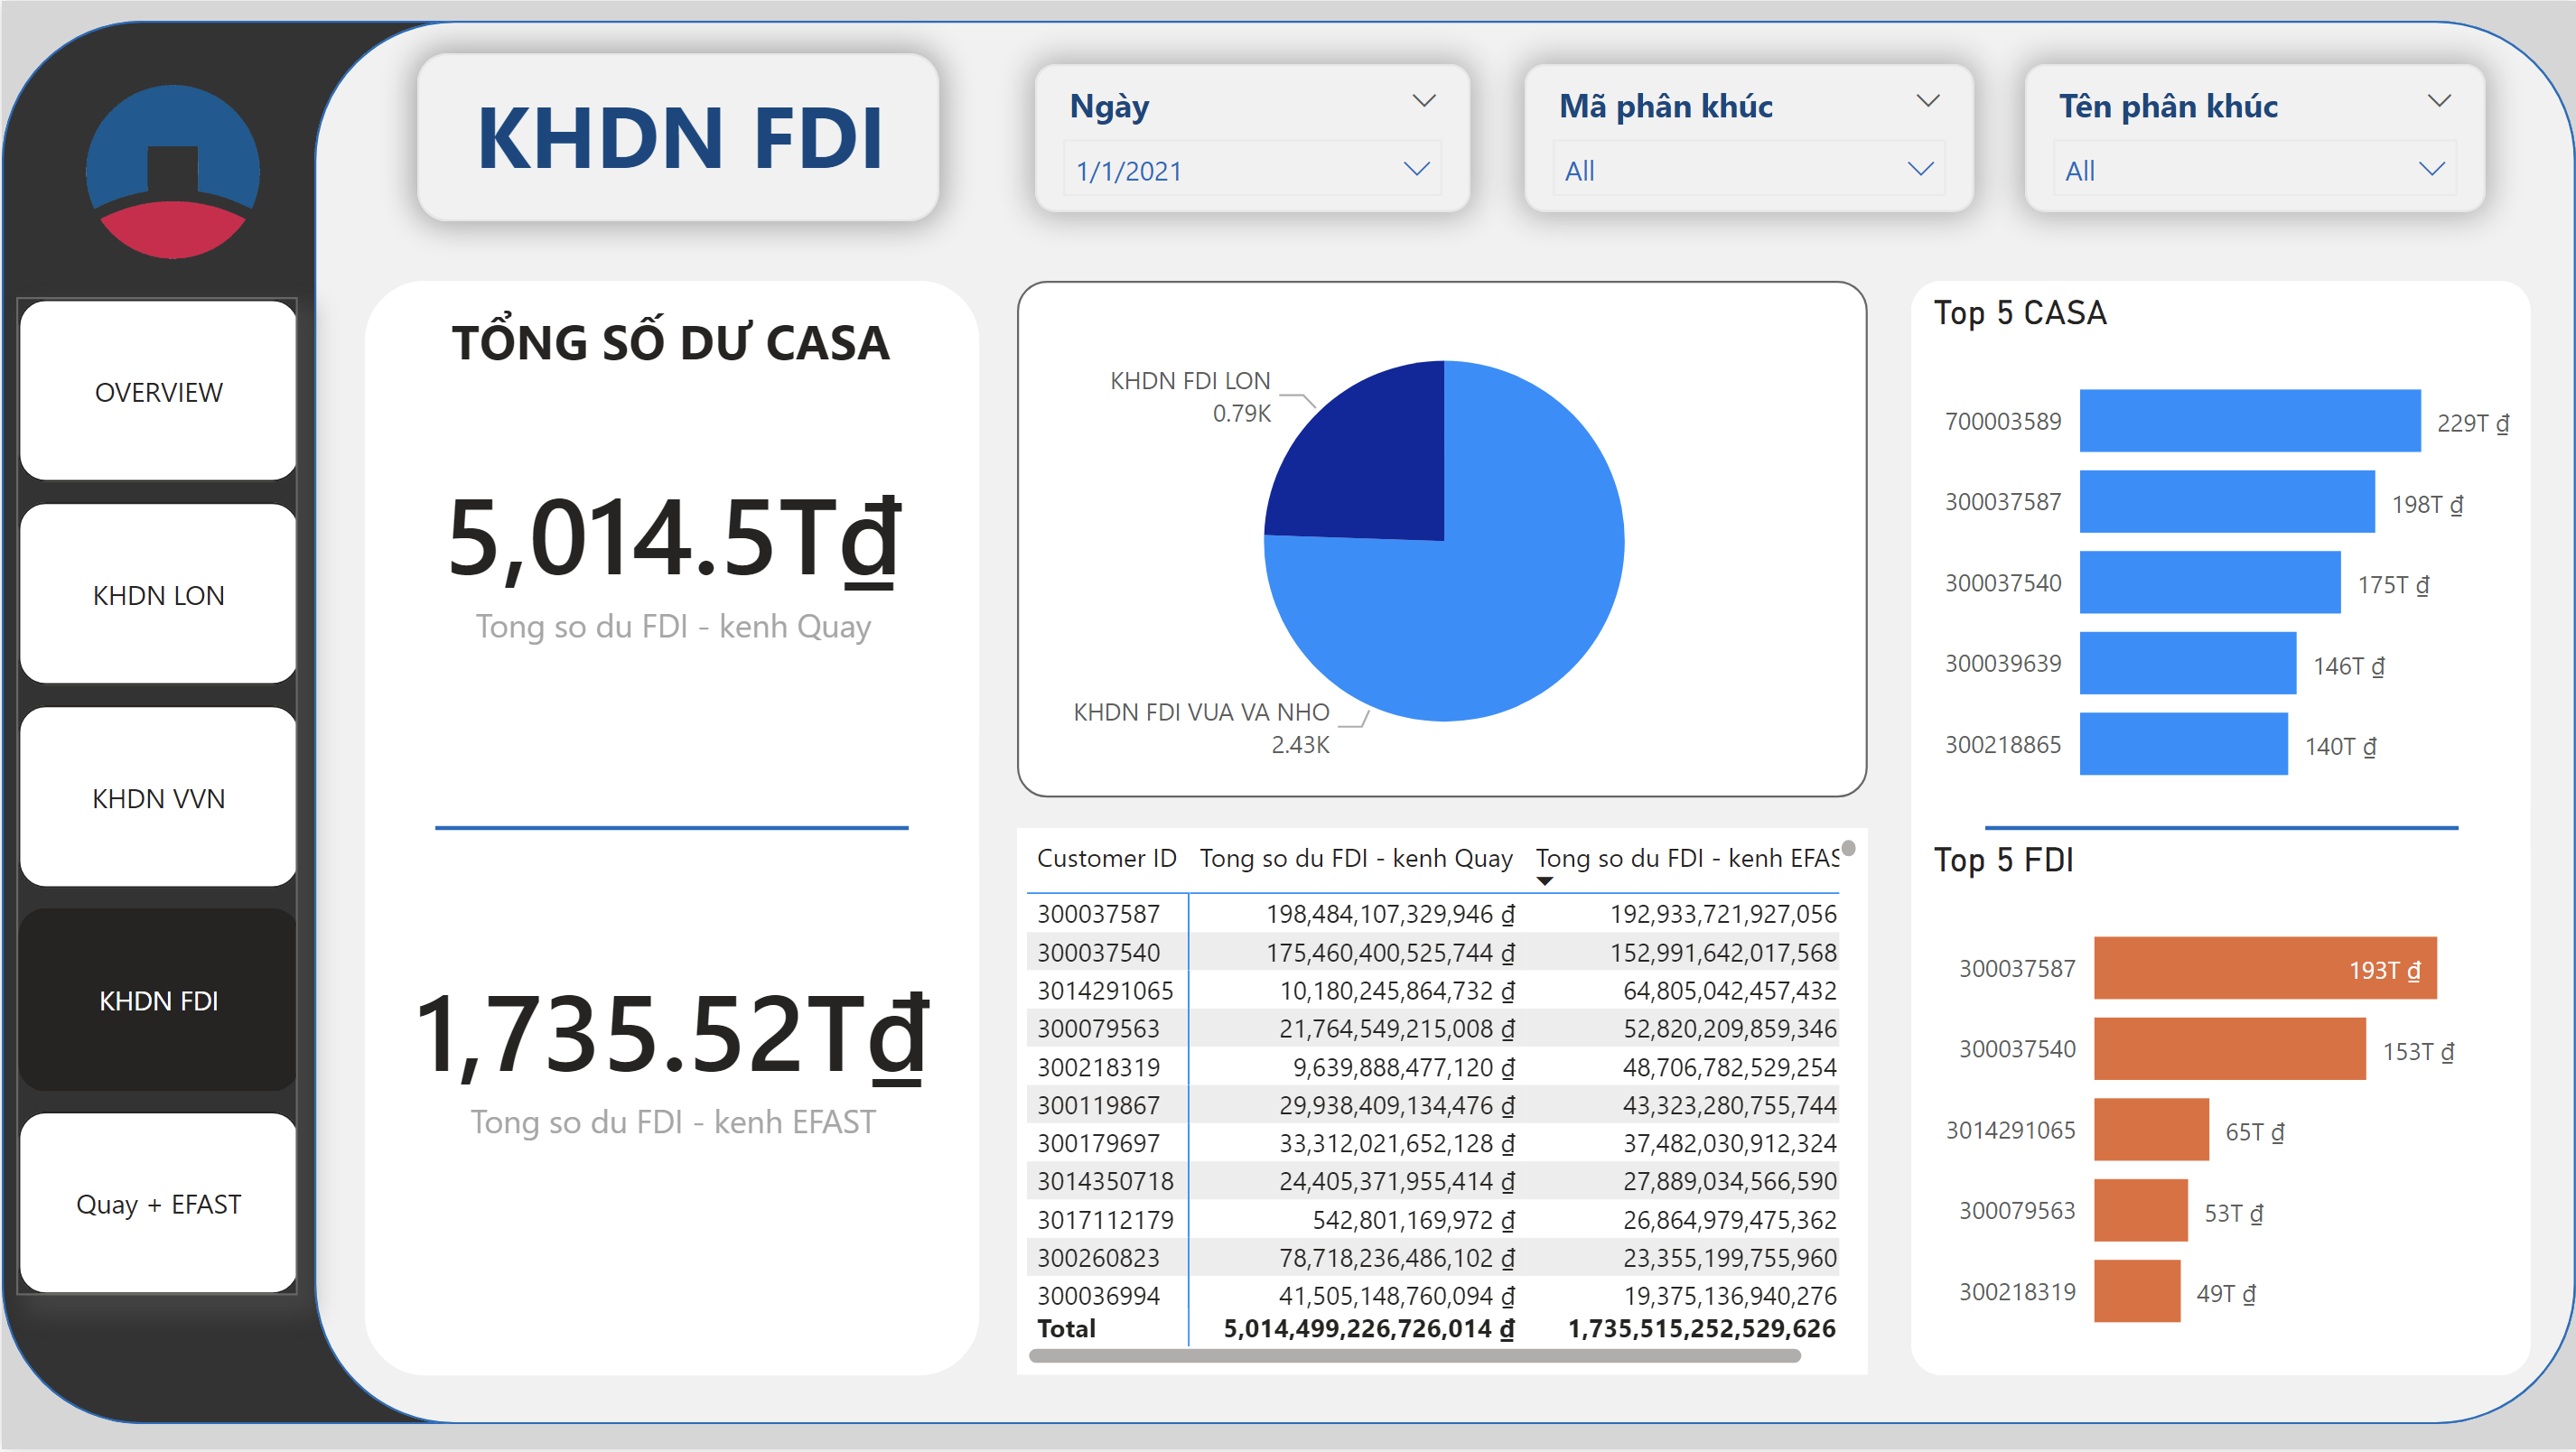 KHDN FDI
Ngày
1/1/2021
Mã phân khúc
All
Tên phân khúc
All
OVERVIEW
KHDN LON
KHDN VVN
KHDN FDI
Quay + EFAST
TỔNG SỐ DƯ CASA
5,014.5T₫
Tong so du FDI - kenh Quay
1,735.52T₫
Tong so du FDI - kenh EFAST
KHDN FDI LON
0.79K
KHDN FDI VUA VA NHO
2.43K
Customer ID Tong so du FDI - kenh Quay Tong so du FDI - kenh EFAS
300037587 198,484,107,329,946 ₫ 192,933,721,927,056
300037540 175,460,400,525,744 ₫ 152,991,642,017,568
3014291065 10,180,245,864,732 ₫ 64,805,042,457,432
300079563 21,764,549,215,008 ₫ 52,820,209,859,346
300218319 9,639,888,477,120 ₫ 48,706,782,529,254
300119867 29,938,409,134,476 ₫ 43,323,280,755,744
300179697 33,312,021,652,128 ₫ 37,482,030,912,324
3014350718 24,405,371,955,414 ₫ 27,889,034,566,590
3017112179 542,801,169,972 ₫ 26,864,979,475,362
300260823 78,718,236,486,102 ₫ 23,355,199,755,960
300036994 41,505,148,760,094 ₫ 19,375,136,940,276
Total 5,014,499,226,726,014 ₫ 1,735,515,252,529,626
Top 5 CASA
700003589 229T ₫
300037587 198T ₫
300037540 175T ₫
300039639 146T ₫
300218865 140T ₫
Top 5 FDI
300037587 193T ₫
300037540 153T ₫
3014291065 65T ₫
300079563 53T ₫
300218319 49T ₫